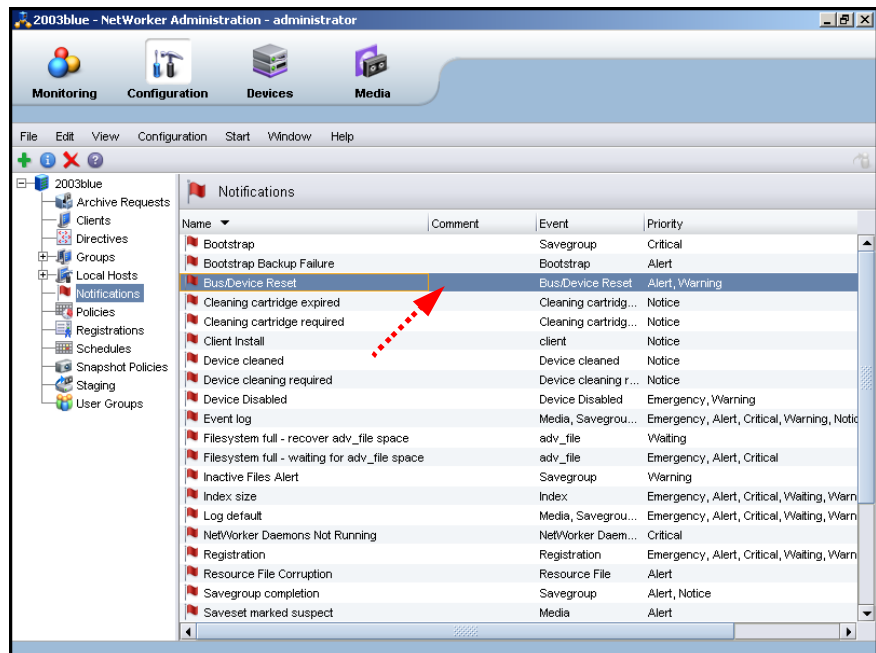 2003blue - NetWorker Administration - administrator
Monitoring Configuration Devices Media
File Edit View Configuration Start Window Help
2003blue
Archive Requests
Clients
Directives
Groups
Local Hosts
Notifications
Policies
Registrations
Schedules
Snapshot Policies
Staging
User Groups
Notifications
Name Comment Event Priority
Bootstrap Savegroup Critical
Bootstrap Backup Failure Bootstrap Alert
Bus/Device Reset Bus/Device Reset Alert, Warning
Cleaning cartridge expired Cleaning cartridg... Notice
Cleaning cartridge required Cleaning cartridg... Notice
Client Install client Notice
Device cleaned Device cleaned Notice
Device cleaning required Device cleaning r... Notice
Device Disabled Device Disabled Emergency, Warning
Event log Media, Savegrou... Emergency, Alert, Critical, Warning, Notic
Filesystem full - recover adv_file space adv_file Waiting
Filesystem full - waiting for adv_file space adv_file Emergency, Alert, Critical
Inactive Files Alert Savegroup Warning
Index size Index Emergency, Alert, Critical, Waiting, Warn
Log default Media, Savegrou... Emergency, Alert, Critical, Waiting, Warn
NetWorker Daemons Not Running NetWorker Daem... Critical
Registration Registration Emergency, Alert, Critical, Waiting, Warn
Resource File Corruption Resource File Alert
Savegroup completion Savegroup Alert, Notice
Saveset marked suspect Media Alert